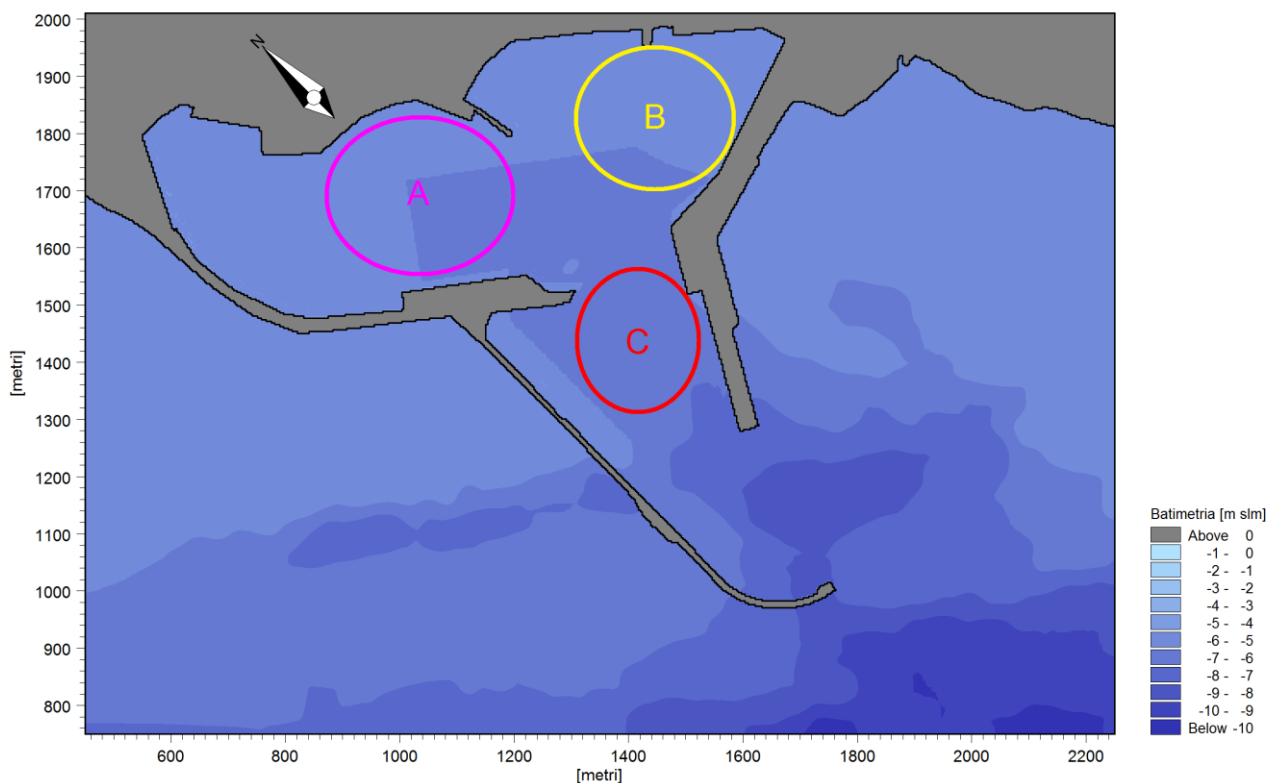 2000
1900
1800
1700
1600
1500
1400
1300
1200
1100
1000
900
800
[metri]
N
A
B
C
600 800 1000 1200 1400 1600 1800 2000 2200
[metri]
Batimetria [m slm]
Above 0
-1 - 0
-2 - -1
-3 - -2
-4 - -3
-5 - -4
-6 - -5
-7 - -6
-8 - -7
-9 - -8
-10 - -9
Below -10